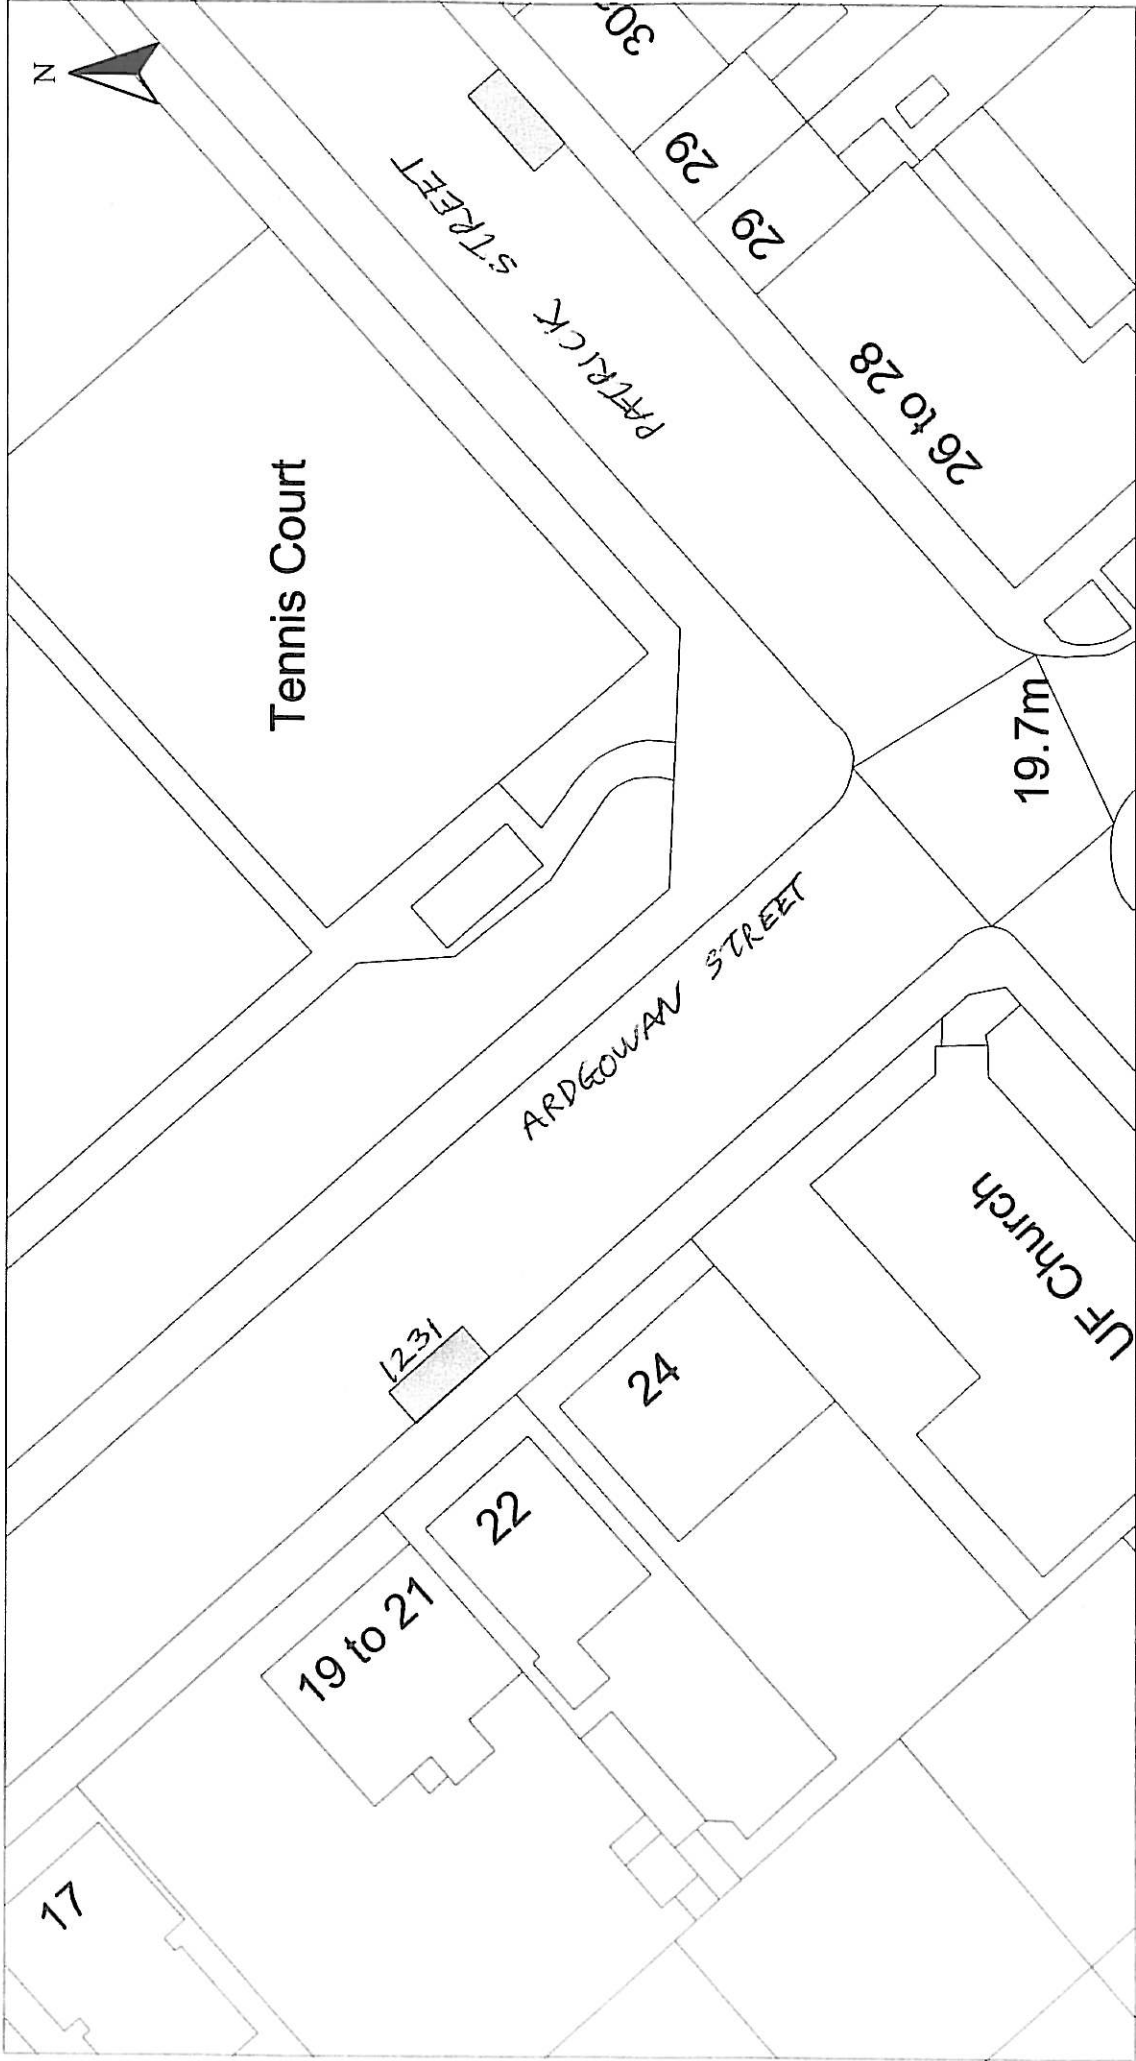 N
17
19 to 21
22
24
1231
UF Church
ARDGOWAN STREET
Tennis Court
PATRICK STREET
19.7m
26 to 28
29
29